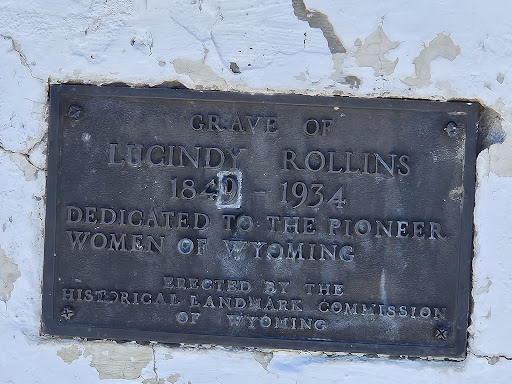 GRAVE OF
LUCINDY ROLLINS
1849 - 1934
DEDICATED TO THE PIONEER
WOMEN OF WYOMING
ERECTED BY THE
HISTORICAL LANDMARK COMMISSION
OF WYOMING